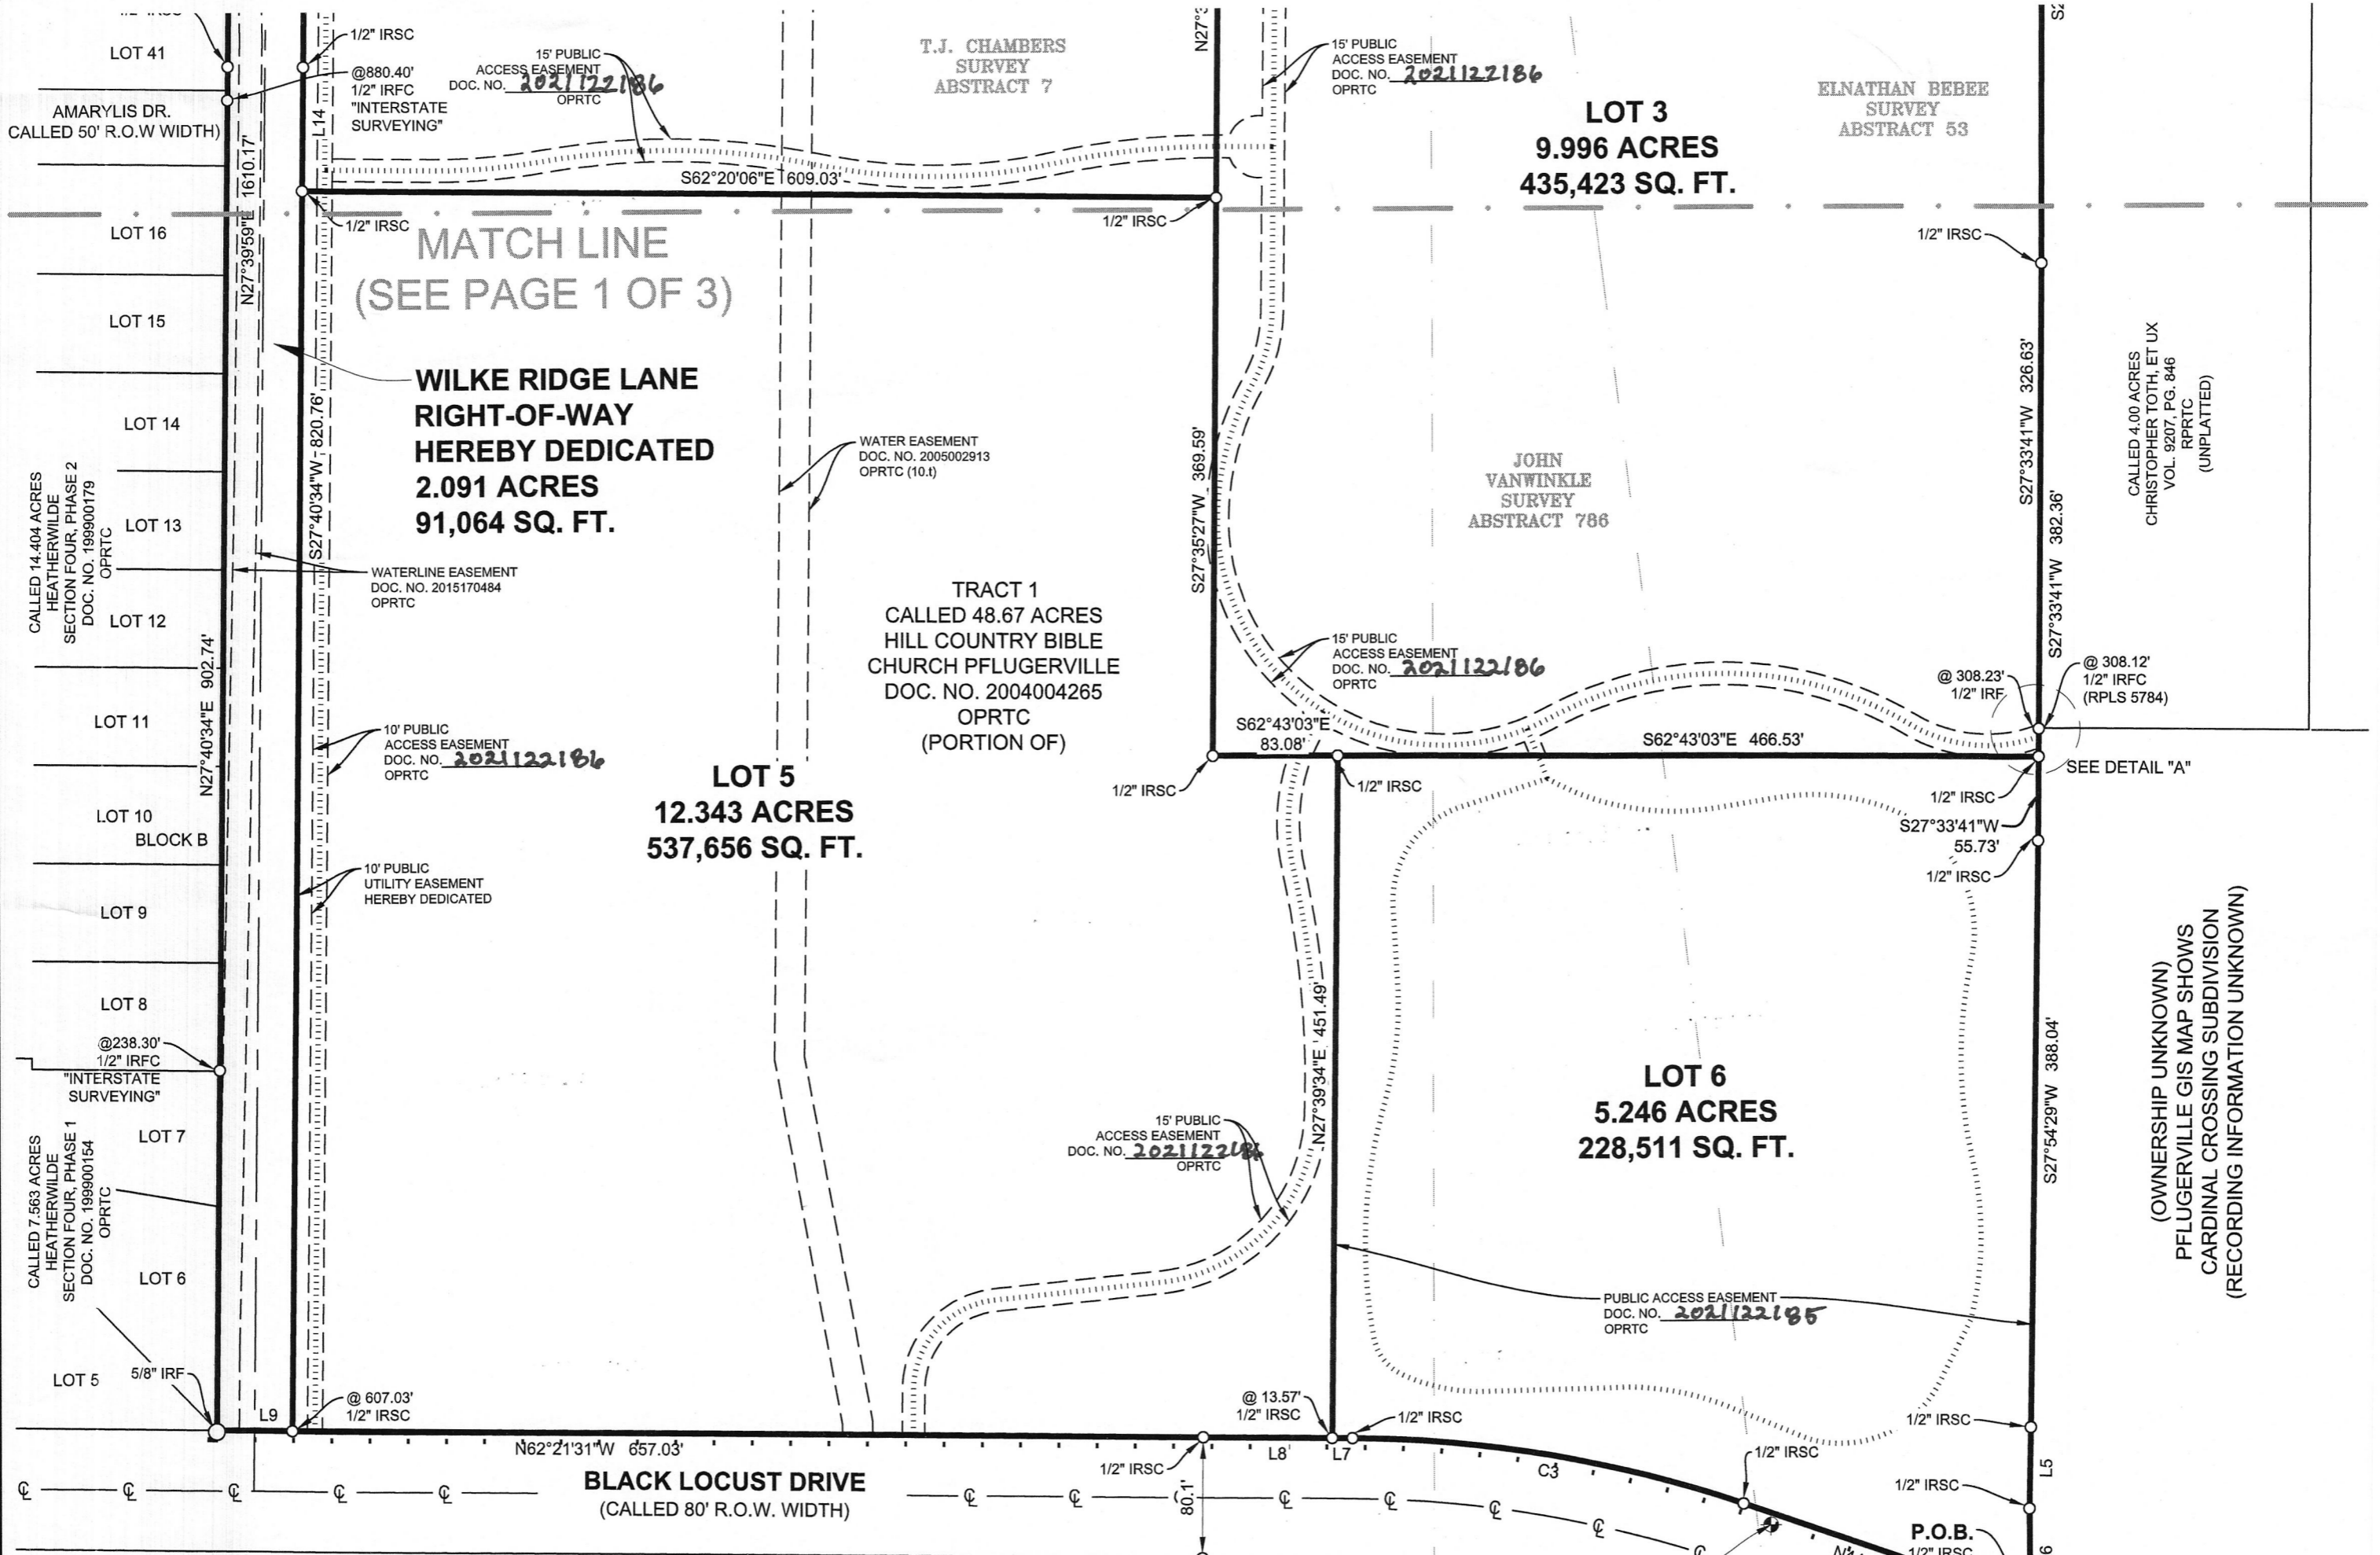 LOT 41
1/2" IRSC
@880.40'
1/2" IRFC
"INTERSTATE
SURVEYING"
AMARYLIS DR.
CALLED 50' R.O.W WIDTH)
N27°39'59"E 1610.17'
L14
15' PUBLIC
ACCESS EASEMENT
DOC. NO. 2021122186
OPRTC
T.J. CHAMBERS
SURVEY
ABSTRACT 7
N27°3
15' PUBLIC
ACCESS EASEMENT
DOC. NO. 2021122186
OPRTC
LOT 3
9.996 ACRES
435,423 SQ. FT.
ELNATHAN BEBEE
SURVEY
ABSTRACT 53
S62°20'06"E 609.03'
1/2" IRSC
1/2" IRSC
1/2" IRSC
MATCH LINE
(SEE PAGE 1 OF 3)
LOT 16
LOT 15
LOT 14
LOT 13
LOT 12
LOT 11
LOT 10
BLOCK B
LOT 9
LOT 8
CALLED 14.404 ACRES
HEATHERWILDE
SECTION FOUR, PHASE 2
DOC. NO. 199900179
OPRTC
WILKE RIDGE LANE
RIGHT-OF-WAY
HEREBY DEDICATED
2.091 ACRES
91,064 SQ. FT.
S27°40'34"W 820.76'
WATER EASEMENT
DOC. NO. 2005002913
OPRTC (10.t)
WATERLINE EASEMENT
DOC. NO. 2015170484
OPRTC
N27°40'34"E 902.74'
TRACT 1
CALLED 48.67 ACRES
HILL COUNTRY BIBLE
CHURCH PFLUGERVILLE
DOC. NO. 2004004265
OPRTC
(PORTION OF)
S27°35'27"W 369.59'
JOHN
VANWINKLE
SURVEY
ABSTRACT 786
S27°33'41"W 326.63'
S27°33'41"W 382.36'
CALLED 4.00 ACRES
CHRISTOPHER TOTH, ET UX
VOL. 9207, PG. 846
RPRTC
(UNPLATTED)
15' PUBLIC
ACCESS EASEMENT
DOC. NO. 2021122186
OPRTC
@ 308.23'
1/2" IRF
@ 308.12'
1/2" IRFC
(RPLS 5784)
S62°43'03"E
83.08'
S62°43'03"E 466.53'
1/2" IRSC
1/2" IRSC
SEE DETAIL "A"
1/2" IRSC
S27°33'41"W
55.73'
1/2" IRSC
10' PUBLIC
ACCESS EASEMENT
DOC. NO. 2021122186
OPRTC
LOT 5
12.343 ACRES
537,656 SQ. FT.
10' PUBLIC
UTILITY EASEMENT
HEREBY DEDICATED
@238.30'
1/2" IRFC
"INTERSTATE
SURVEYING"
LOT 7
LOT 6
LOT 5
CALLED 7.563 ACRES
HEATHERWILDE
SECTION FOUR, PHASE 1
DOC. NO. 199900154
OPRTC
5/8" IRF
N27°39'34"E 451.49'
15' PUBLIC
ACCESS EASEMENT
DOC. NO. 2021122186
OPRTC
LOT 6
5.246 ACRES
228,511 SQ. FT.
S27°54'29"W 388.04'
(OWNERSHIP UNKNOWN)
PFLUGERVILLE GIS MAP SHOWS
CARDINAL CROSSING SUBDIVISION
(RECORDING INFORMATION UNKNOWN)
PUBLIC ACCESS EASEMENT
DOC. NO. 2021122185
OPRTC
L9
@ 607.03'
1/2" IRSC
N62°21'31"W 657.03'
@ 13.57'
1/2" IRSC
1/2" IRSC
1/2" IRSC
L8
L7
C3
1/2" IRSC
1/2" IRSC
L5
1/2" IRSC
BLACK LOCUST DRIVE
(CALLED 80' R.O.W. WIDTH)
80.1'
P.O.B.
1/2" IRSC